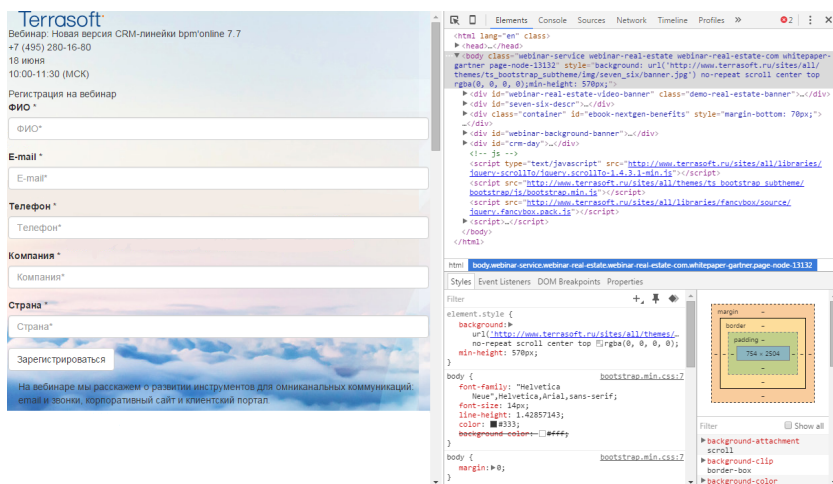 Terrasoft
Вебинар: Новая версия CRM-линейки bpm'online 7.7
+7 (495) 280-16-80
18 июня
10:00-11:30 (МСК)
Регистрация на вебинар
ФИО *
ФИО*
E-mail *
E-mail*
Телефон *
Телефон*
Компания *
Компания*
Страна *
Страна*
Зарегистрироваться
На вебинаре мы расскажем о развитии инструментов для омниканальных коммуникаций:
email и звонки, корпоративный сайт и клиентский портал.
Elements Console Sources Network Timeline Profiles » 2 ⋮ ×
<html lang="en" class>
▶<head>…</head>
▼<body class="webinar-service webinar-real-estate webinar-real-estate-com whitepaper-
gartner page-node-13132" style="background: url('http://www.terrasoft.ru/sites/all/
themes/ts_bootstrap_subtheme/img/seven_six/banner.jpg') no-repeat scroll center top
rgba(0, 0, 0, 0);min-height: 570px;">
▶<div id="webinar-real-estate-video-banner" class="demo-real-estate-banner">…</div>
▶<div id="seven-six-descr">…</div>
▶<div class="container" id="ebook-nextgen-benefits" style="margin-bottom: 70px;">
…</div>
▶<div id="webinar-background-banner">…</div>
▶<div id="crm-day">…</div>
<!-- js -->
<script type="text/javascript" src="http://www.terrasoft.ru/sites/all/libraries/
jquery-scrollTo/jquery.scrollTo-1.4.3.1-min.js"></script>
<script src="http://www.terrasoft.ru/sites/all/themes/ts_bootstrap_subtheme/
bootstrap/js/bootstrap.min.js"></script>
<script src="http://www.terrasoft.ru/sites/all/libraries/fancybox/source/
jquery.fancybox.pack.js"></script>
▶<script>…</script>
</body>
</html>
html body.webinar-service.webinar-real-estate.webinar-real-estate-com.whitepaper-gartner.page-node-13132
Styles Event Listeners DOM Breakpoints Properties
Filter
element.style {
background:▶
url('http://www.terrasoft.ru/sites/all/themes/…
no-repeat scroll center top rgba(0, 0, 0, 0);
min-height: 570px;
}
body { bootstrap.min.css:7
font-family: "Helvetica
Neue",Helvetica,Arial,sans-serif;
font-size: 14px;
line-height: 1.42857143;
color: #333;
background-color: #fff;
}
body { bootstrap.min.css:7
margin:▶0;
}
margin –
border –
padding –
754 × 2504
Filter Show all
▶background-attachment
scroll
▶background-clip
border-box
▶background-color